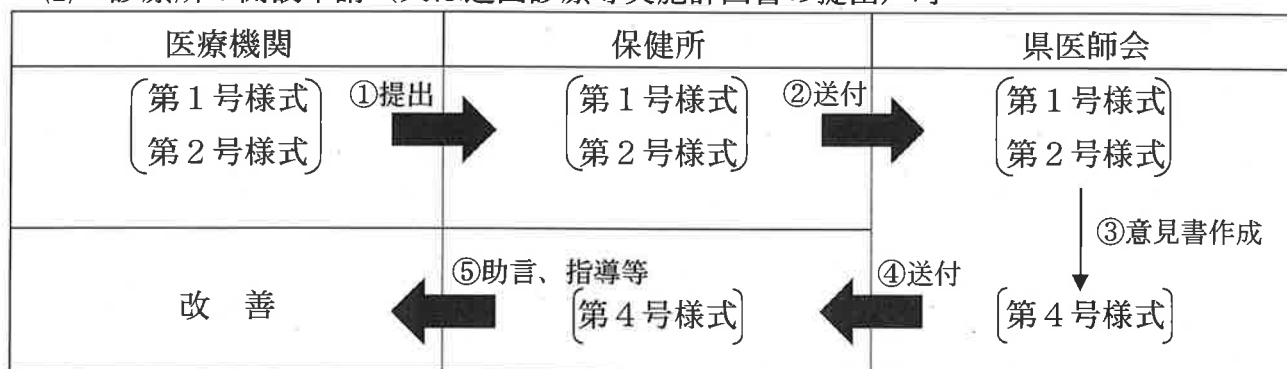 医療機関 保健所 県医師会
第１号様式 ①提出 第１号様式 ②送付 第１号様式
第２号様式 第２号様式 第２号様式
③意見書作成
⑤助言、指導等 ④送付
改 善 第４号様式 第４号様式